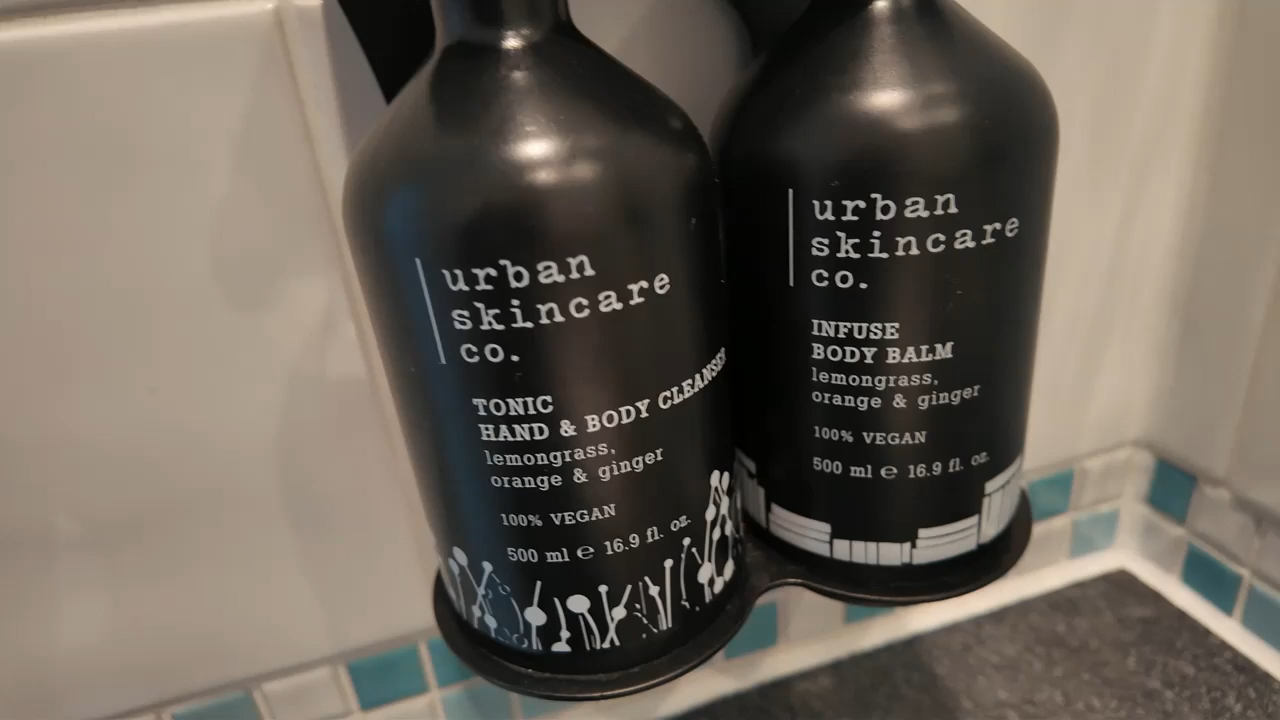 urban
skincare
co.
TONIC
HAND & BODY CLEANSER
lemongrass,
orange & ginger
100% VEGAN
500 ml ℮ 16.9 fl. oz.
urban
skincare
co.
INFUSE
BODY BALM
lemongrass,
orange & ginger
100% VEGAN
500 ml ℮ 16.9 fl. oz.